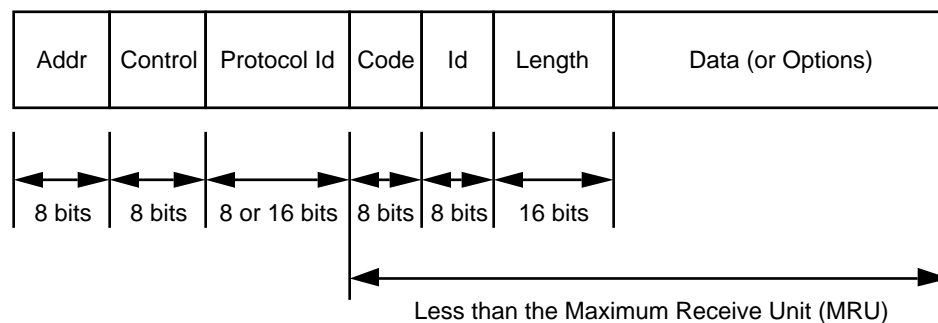 Addr Control Protocol Id Code Id Length Data (or Options)
8 bits 8 bits 8 or 16 bits 8 bits 8 bits 16 bits
Less than the Maximum Receive Unit (MRU)